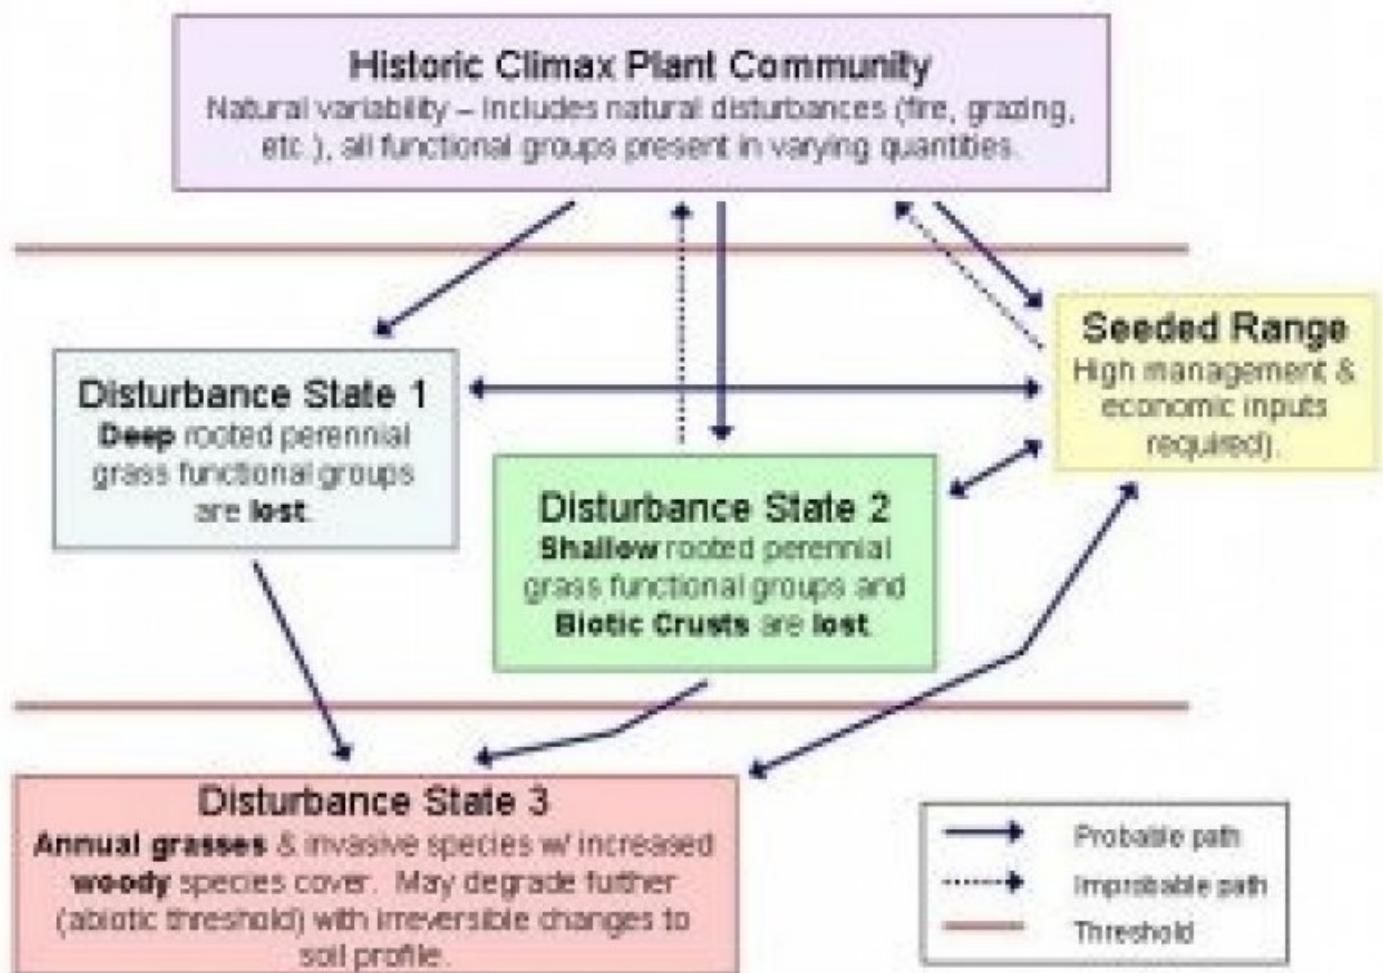 Historic Climax Plant Community
Natural variability – Includes natural disturbances (fire, grazing,
etc.), all functional groups present in varying quantities.
Seeded Range
High management &
economic inputs
required).
Disturbance State 1
Deep rooted perennial
grass functional groups
are lost.
Disturbance State 2
Shallow rooted perennial
grass functional groups and
Biotic Crusts are lost.
Disturbance State 3
Annual grasses & invasive species w/ increased
woody species cover. May degrade further
(abiotic threshold) with irreversible changes to
soil profile.
Probable path
Improbable path
Threshold